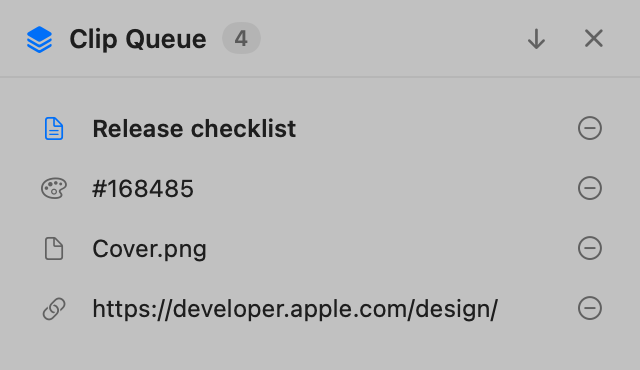 Clip Queue 4
Release checklist
#168485
Cover.png
https://developer.apple.com/design/